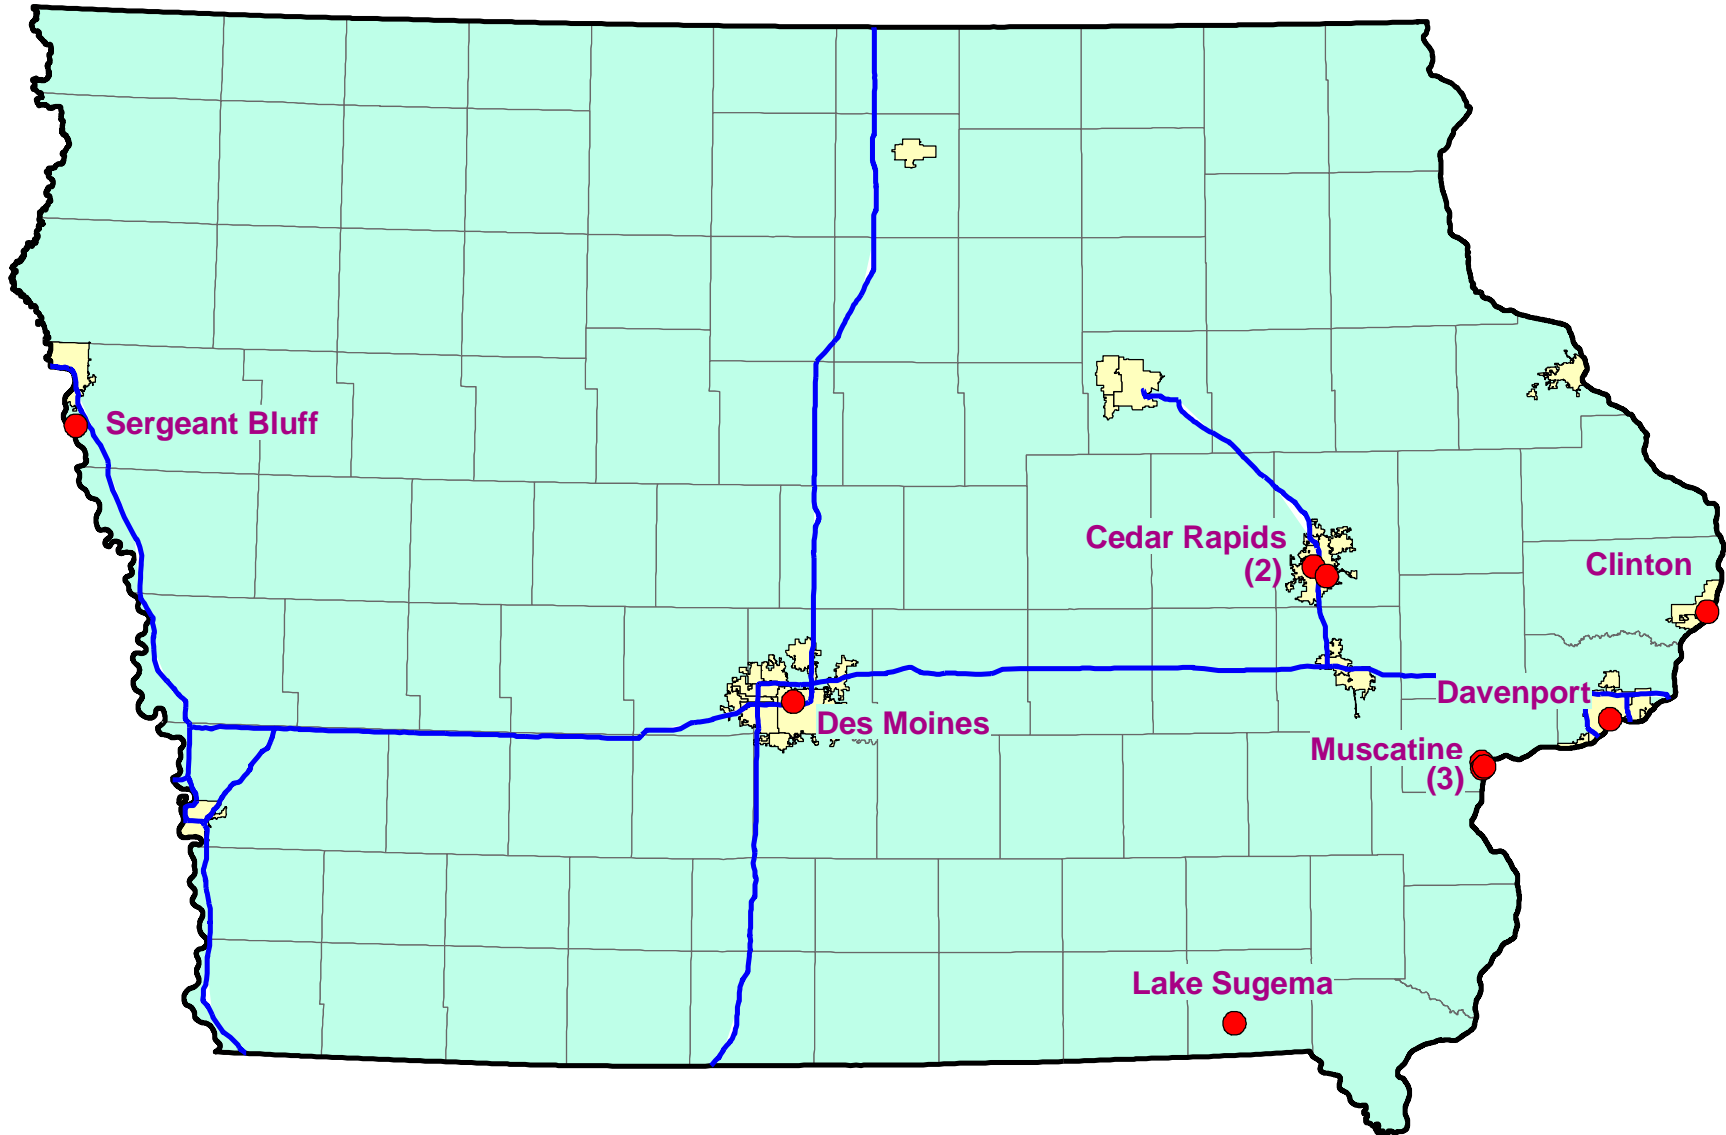 Sergeant Bluff
Cedar Rapids
(2)
Clinton
Davenport
Des Moines
Muscatine
(3)
Lake Sugema